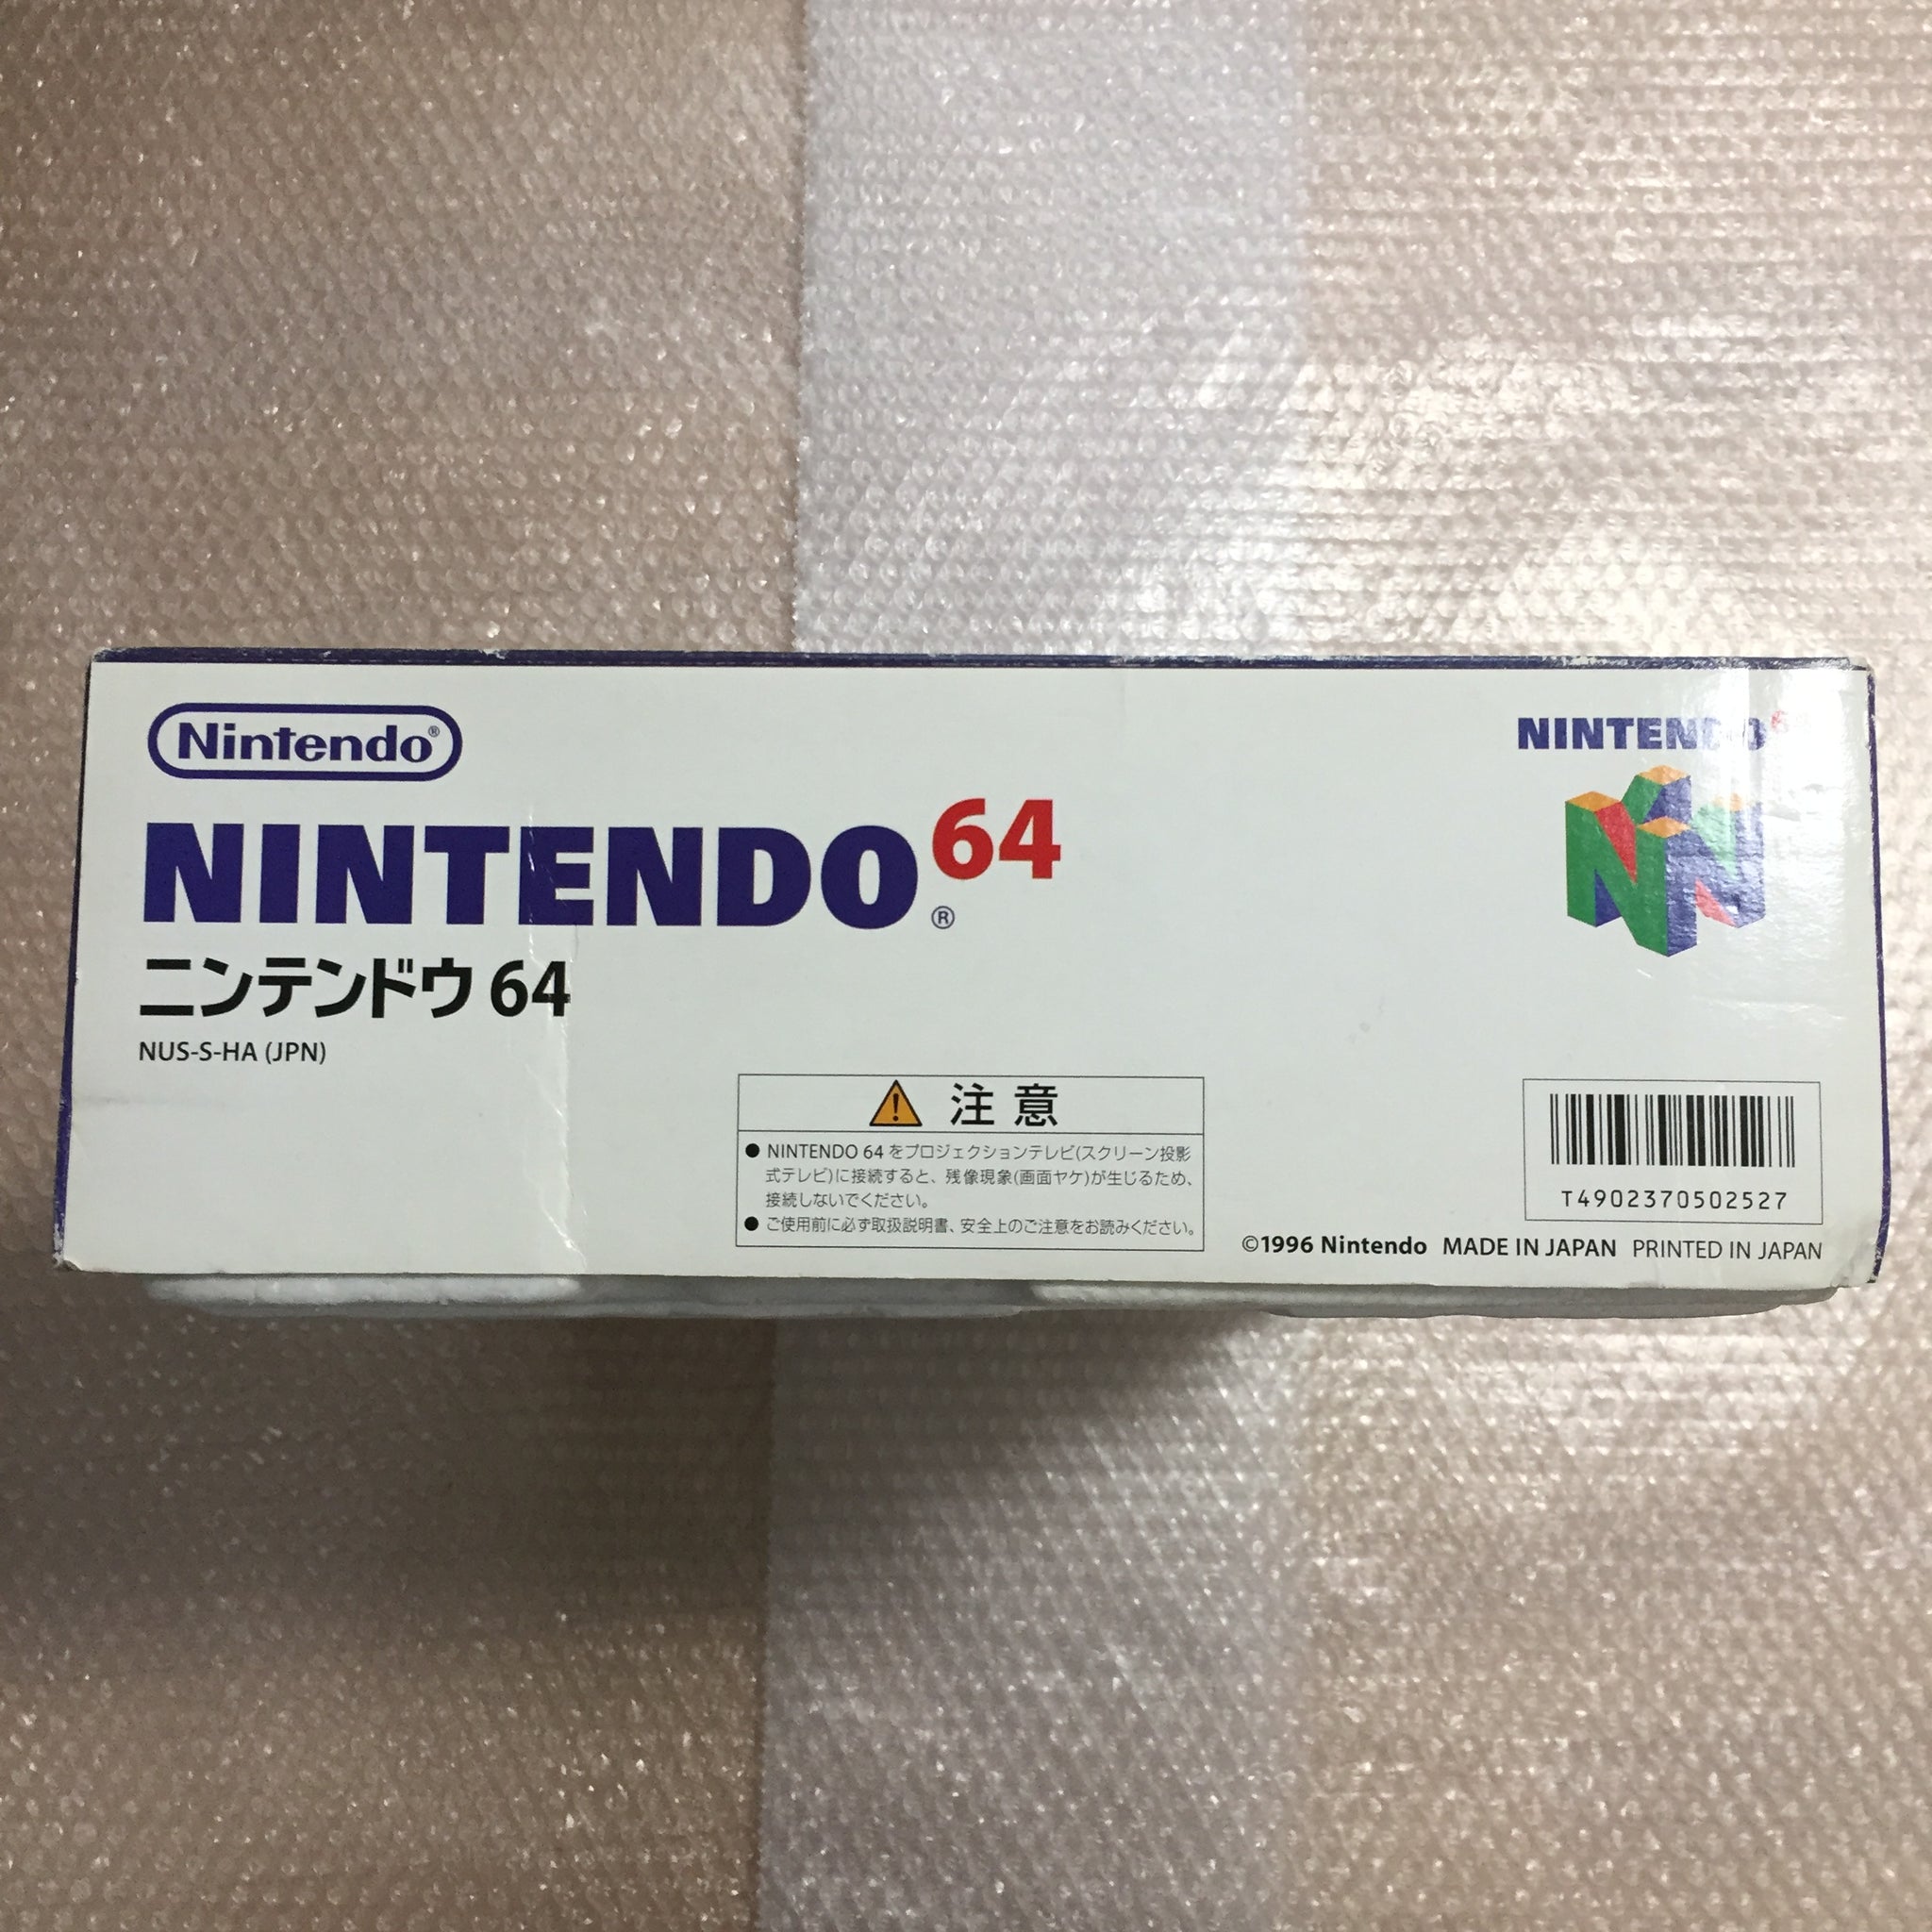 Nintendo®
NINTENDO64®
ニンテンドウ 64
NUS-S-HA (JPN)
NINTENDO64
注 意
● NINTENDO 64 をプロジェクションテレビ(スクリーン投影
式テレビ)に接続すると、残像現象(画面ヤケ)が生じるため、
接続しないでください。
● ご使用前に必ず取扱説明書、安全上のご注意をお読みください。
T4902370502527
©1996 Nintendo MADE IN JAPAN PRINTED IN JAPAN